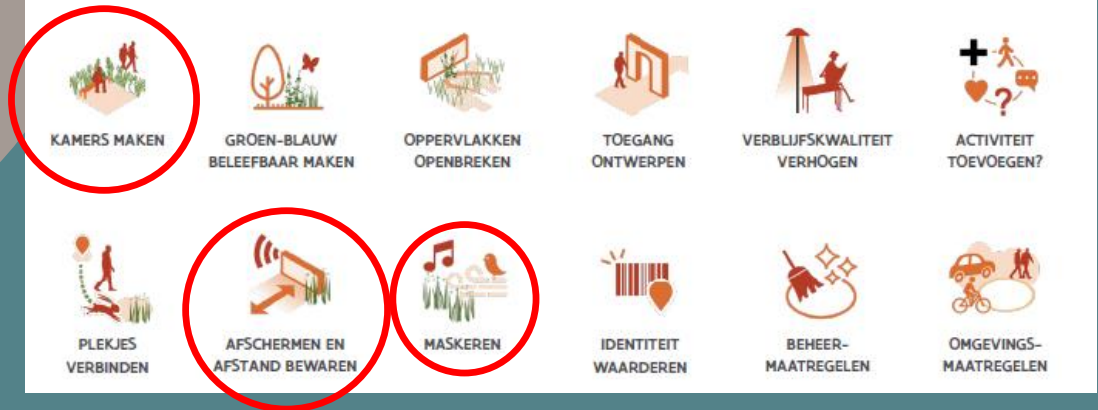 KAMERS MAKEN
GROEN-BLAUW
BELEEFBAAR MAKEN
OPPERVLAKKEN
OPENBREKEN
TOEGANG
ONTWERPEN
VERBLIJFSKWALITEIT
VERHOGEN
ACTIVITEIT
TOEVOEGEN?
PLEKJES
VERBINDEN
AFSCHERMEN EN
AFSTAND BEWAREN
MASKEREN
IDENTITEIT
WAARDEREN
BEHEER-
MAATREGELEN
OMGEVINGS-
MAATREGELEN